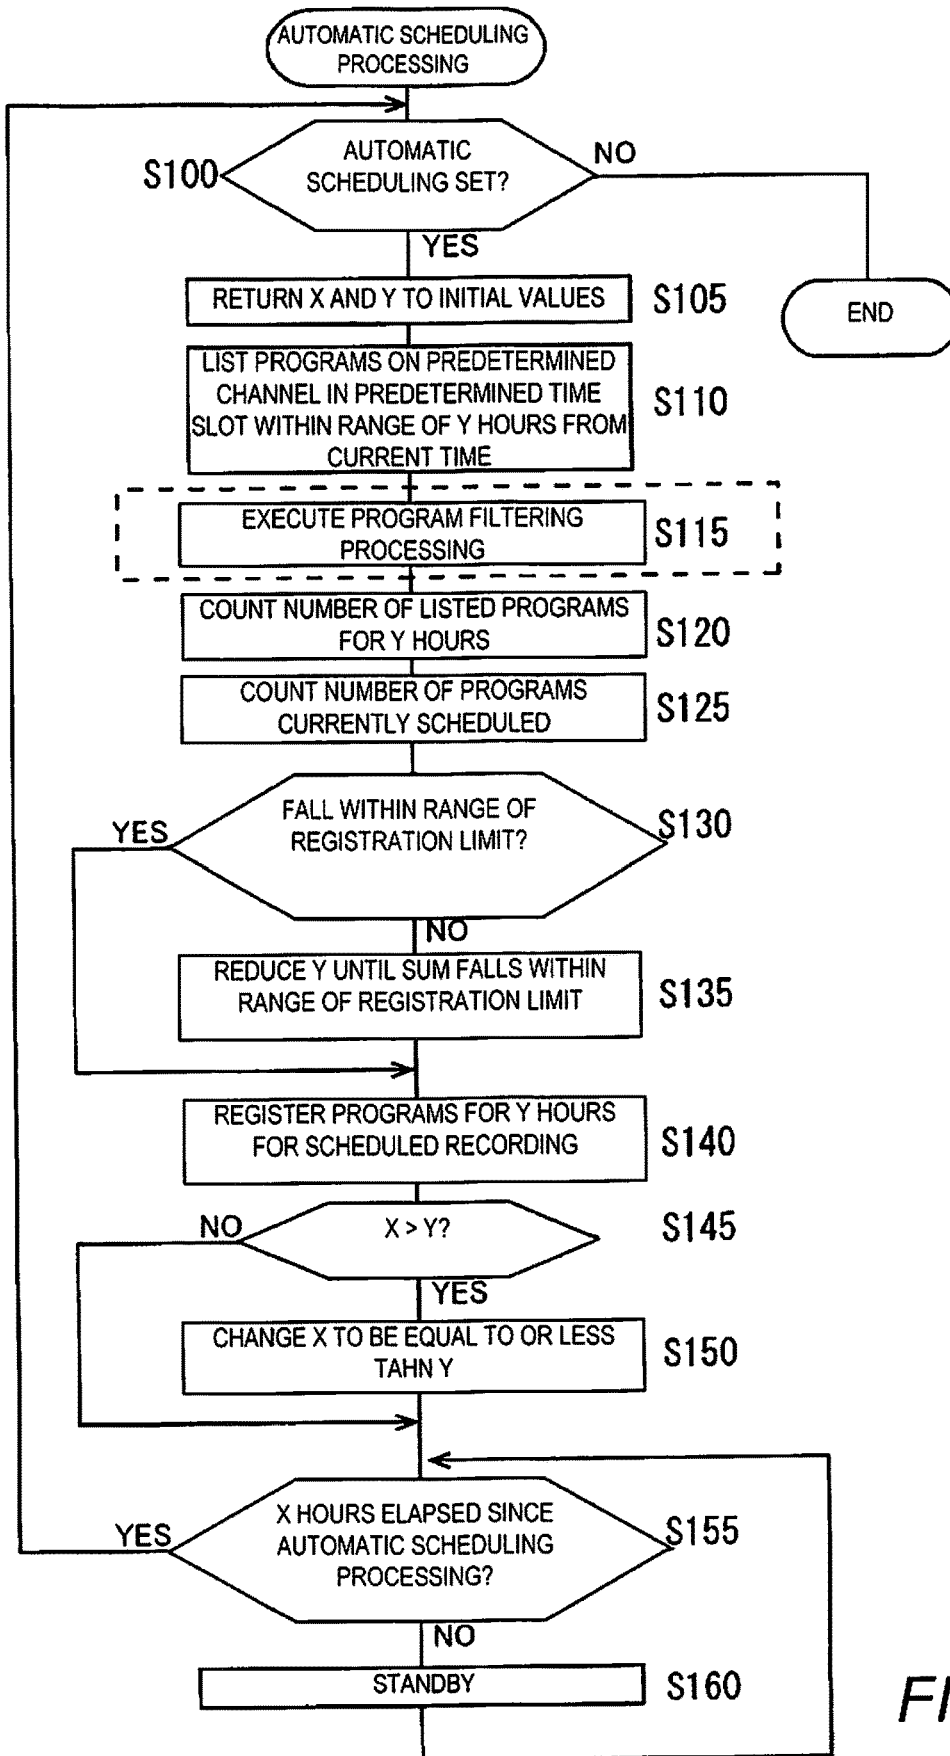 AUTOMATIC SCHEDULING
PROCESSING
S100
AUTOMATIC
SCHEDULING SET?
NO
YES
RETURN X AND Y TO INITIAL VALUES
S105
END
LIST PROGRAMS ON PREDETERMINED
CHANNEL IN PREDETERMINED TIME
SLOT WITHIN RANGE OF Y HOURS FROM
CURRENT TIME
S110
EXECUTE PROGRAM FILTERING
PROCESSING
S115
COUNT NUMBER OF LISTED PROGRAMS
FOR Y HOURS
S120
COUNT NUMBER OF PROGRAMS
CURRENTLY SCHEDULED
S125
FALL WITHIN RANGE OF
REGISTRATION LIMIT?
S130
YES
NO
REDUCE Y UNTIL SUM FALLS WITHIN
RANGE OF REGISTRATION LIMIT
S135
REGISTER PROGRAMS FOR Y HOURS
FOR SCHEDULED RECORDING
S140
NO
X > Y?
S145
YES
CHANGE X TO BE EQUAL TO OR LESS
TAHN Y
S150
X HOURS ELAPSED SINCE
AUTOMATIC SCHEDULING
PROCESSING?
S155
YES
NO
STANDBY
S160